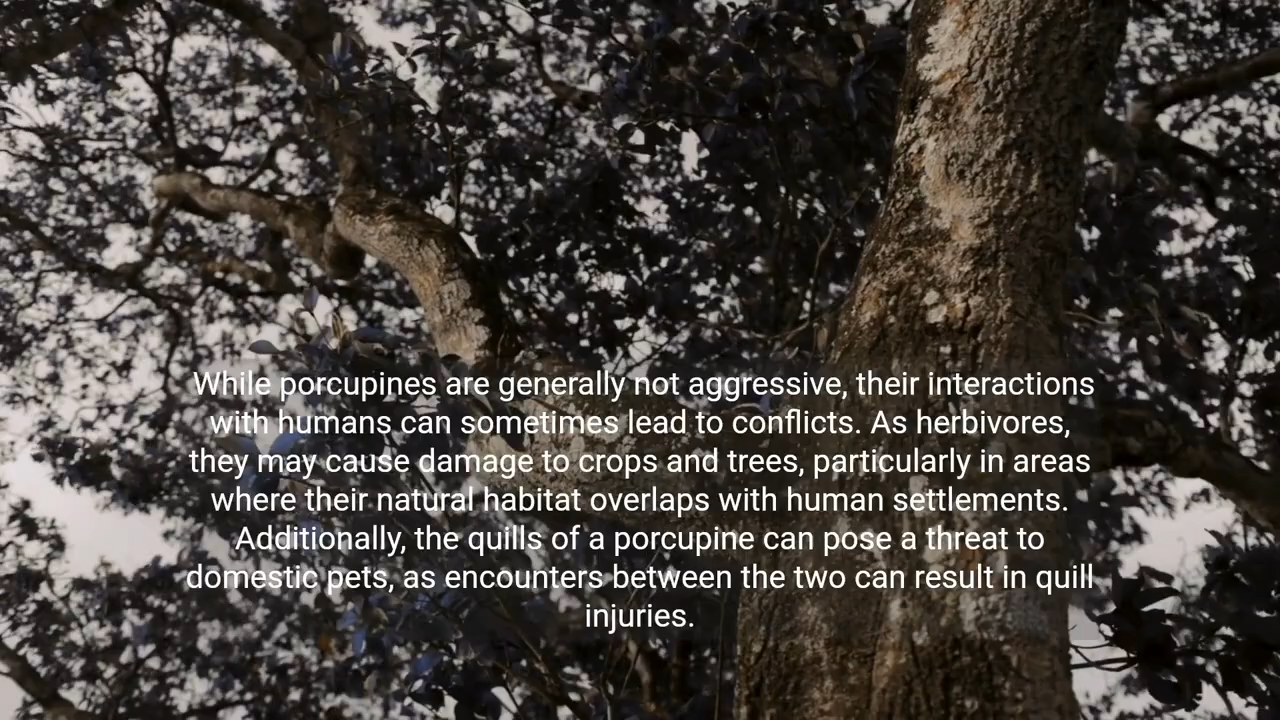 While porcupines are generally not aggressive, their interactions
with humans can sometimes lead to conflicts. As herbivores,
they may cause damage to crops and trees, particularly in areas
where their natural habitat overlaps with human settlements.
Additionally, the quills of a porcupine can pose a threat to
domestic pets, as encounters between the two can result in quill
injuries.